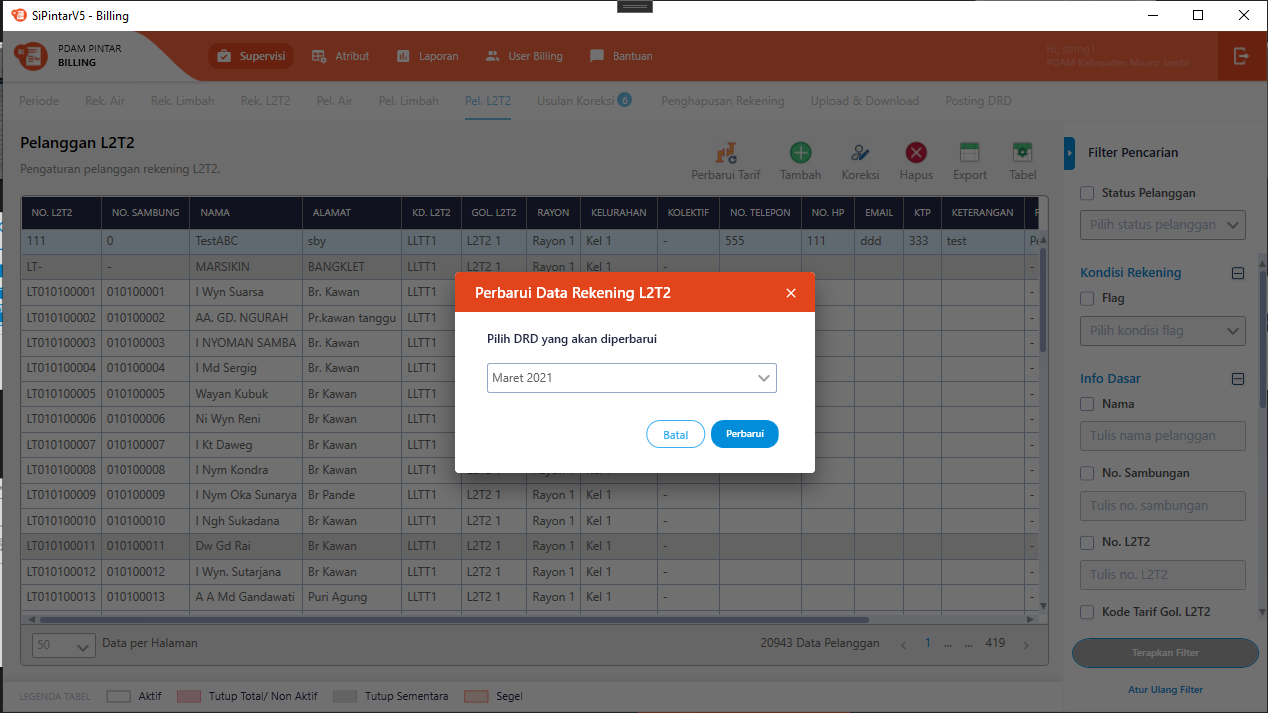 SiPintarV5 - Billing
PDAM PINTAR
BILLING
Supervisi Atribut Laporan User Billing Bantuan
Hi, string1
PDAM Kabupaten Muaro Jambi
Periode Rek. Air Rek. Limbah Rek. L2T2 Pel. Air Pel. Limbah Pel. L2T2 Usulan Koreksi 6 Penghapusan Rekening Upload & Download Posting DRD
Pelanggan L2T2
Pengaturan pelanggan rekening L2T2.
Perbarui Tarif Tambah Koreksi Hapus Export Tabel
NO. L2T2 NO. SAMBUNG NAMA ALAMAT KD. L2T2 GOL. L2T2 RAYON KELURAHAN KOLEKTIF NO. TELEPON NO. HP EMAIL KTP KETERANGAN
111 0 TestABC sby LLTT1 L2T2 1 Rayon 1 Kel 1 - 555 111 ddd 333 test
LT- - MARSIKIN BANGKLET LLTT1 L2T2 1 Rayon 1 Kel 1 - -
LT010100001 010100001 I Wyn Suarsa Br. Kawan LLTT1 -
LT010100002 010100002 AA. GD. NGURAH Pr.kawan tanggu LLTT1 -
LT010100003 010100003 I NYOMAN SAMBA Br. Kawan LLTT1 -
LT010100004 010100004 I Md Sergig Br. Kawan LLTT1 -
LT010100005 010100005 Wayan Kubuk Br Kawan LLTT1 -
LT010100006 010100006 Ni Wyn Reni Br Kawan LLTT1 -
LT010100007 010100007 I Kt Daweg Br Kawan LLTT1 -
LT010100008 010100008 I Nym Kondra Br Kawan LLTT1 -
LT010100009 010100009 I Nym Oka Sunarya Br Pande LLTT1 L2T2 1 Rayon 1 Kel 1 - -
LT010100010 010100010 I Ngh Sukadana Br Kawan LLTT1 L2T2 1 Rayon 1 Kel 1 - -
LT010100011 010100011 Dw Gd Rai Br Kawan LLTT1 L2T2 1 Rayon 1 Kel 1 - -
LT010100012 010100012 I Wyn. Sutarjana Br Kawan LLTT1 L2T2 1 Rayon 1 Kel 1 - -
LT010100013 010100013 A A Md Gandawati Puri Agung LLTT1 L2T2 1 Rayon 1 Kel 1 - -
50 Data per Halaman 20943 Data Pelanggan 1 ... ... 419
LEGENDA TABEL Aktif Tutup Total/ Non Aktif Tutup Sementara Segel
Perbarui Data Rekening L2T2
Pilih DRD yang akan diperbarui
Maret 2021
Batal Perbarui
Filter Pencarian
Status Pelanggan
Pilih status pelanggan
Kondisi Rekening
Flag
Pilih kondisi flag
Info Dasar
Nama
Tulis nama pelanggan
No. Sambungan
Tulis no. sambungan
No. L2T2
Tulis no. L2T2
Kode Tarif Gol. L2T2
Terapkan Filter
Atur Ulang Filter